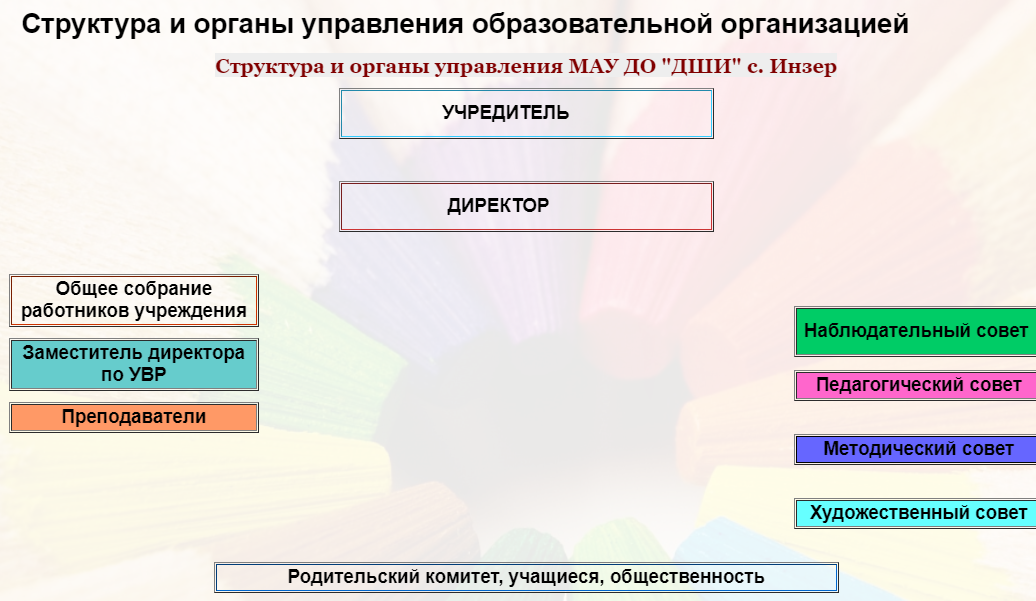 Структура и органы управления образовательной организацией
Структура и органы управления МАУ ДО "ДШИ" с. Инзер
УЧРЕДИТЕЛЬ
ДИРЕКТОР
Общее собрание
работников учреждения
Заместитель директора
по УВР
Преподаватели
Наблюдательный совет
Педагогический совет
Методический совет
Художественный совет
Родительский комитет, учащиеся, общественность